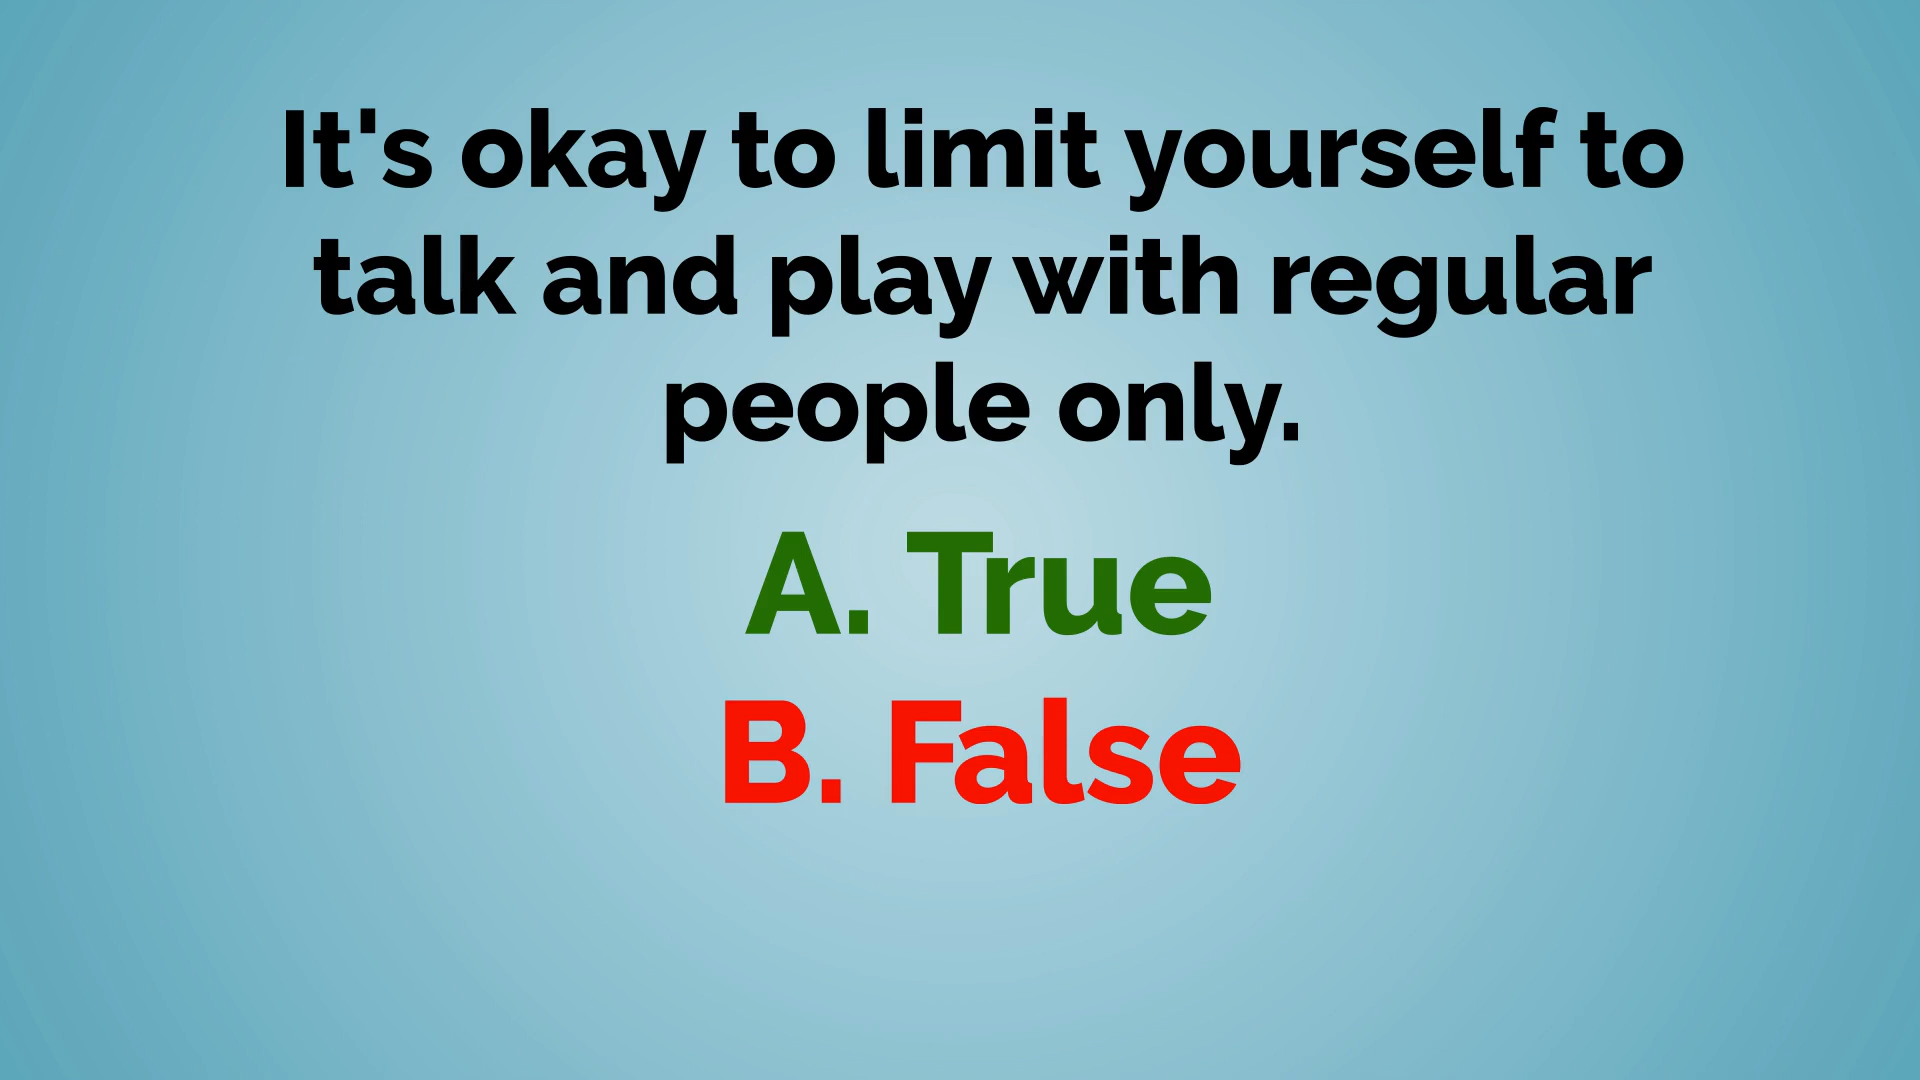 It's okay to limit yourself to
talk and play with regular
people only.
A. True
B. False